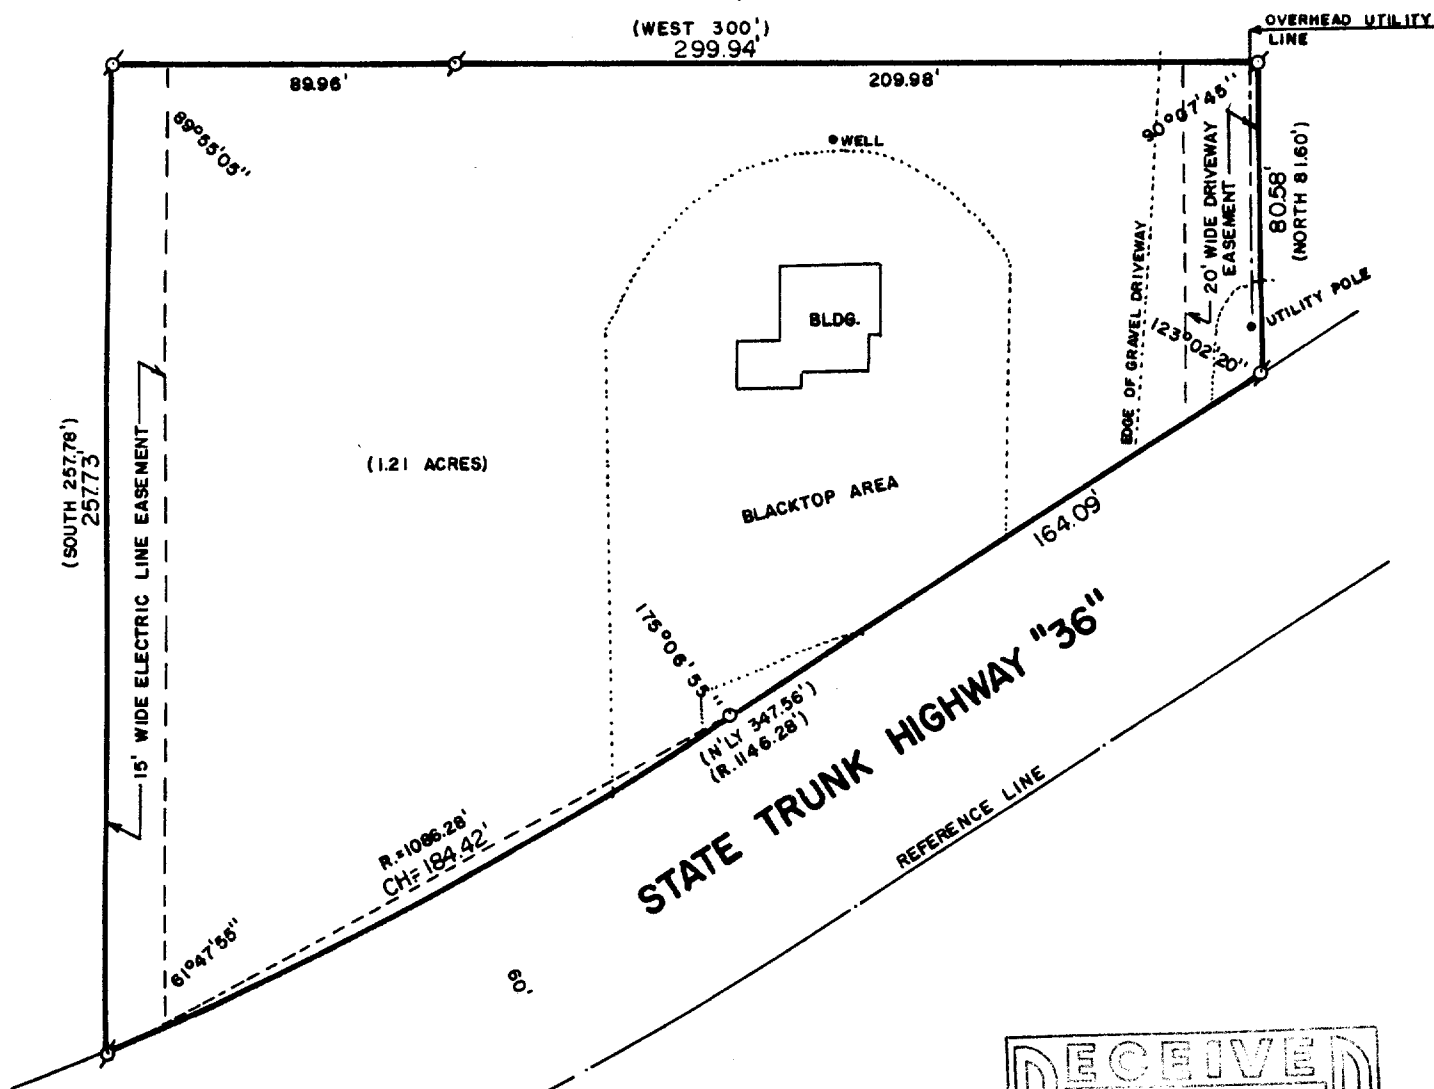 (WEST 300')
299.94'
OVERHEAD UTILITY
LINE
89.96'
209.98'
89°55'05"
90°07'45"
WELL
20' WIDE DRIVEWAY
EASEMENT
80.58'
(NORTH 81.60')
EDGE OF GRAVEL DRIVEWAY
UTILITY POLE
123°02'20"
BLDG.
(SOUTH 257.78')
257.73'
15' WIDE ELECTRIC LINE EASEMENT
(1.21 ACRES)
BLACKTOP AREA
164.09'
175°06'55"
(N'LY 347.56')
(R.1146.28')
STATE TRUNK HIGHWAY "36"
REFERENCE LINE
R.=1086.28'
CH=184.42'
61°47'55"
60'
RECEIVED